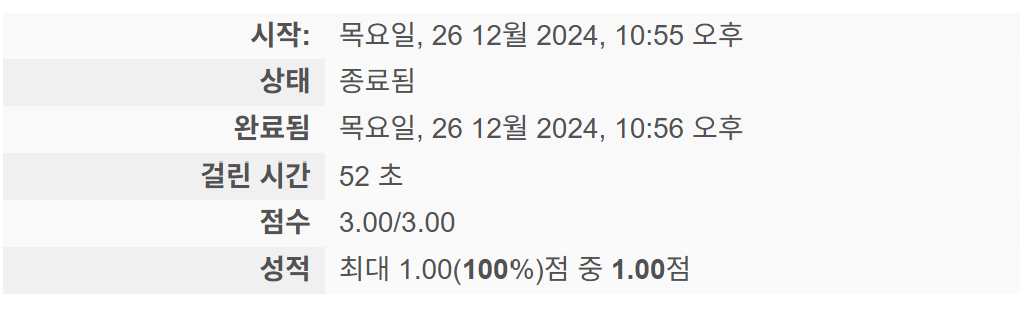 시작: 목요일, 26 12월 2024, 10:55 오후
상태 종료됨
완료됨 목요일, 26 12월 2024, 10:56 오후
걸린 시간 52 초
점수 3.00/3.00
성적 최대 1.00(100%)점 중 1.00점